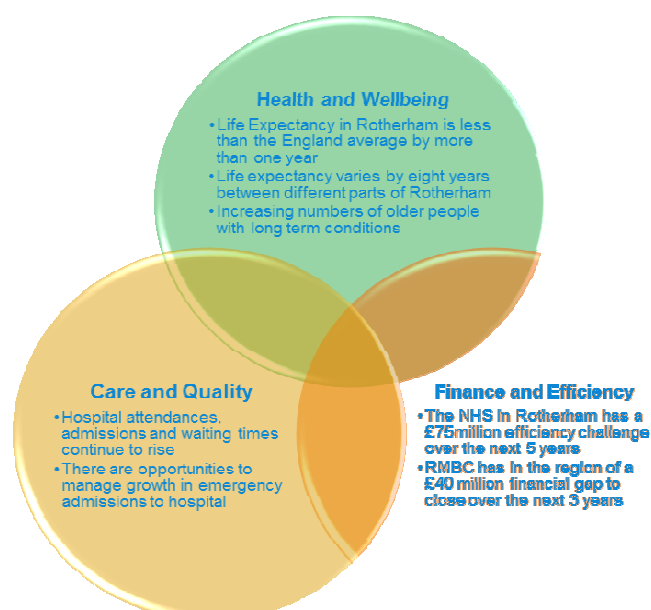 Health and Wellbeing
•Life Expectancy in Rotherham is less
than the England average by more
than one year
•Life expectancy varies by eight years
between different parts of Rotherham
•Increasing numbers of older people
with long term conditions
Care and Quality
•Hospital attendances,
admissions and waiting times
continue to rise
•There are opportunities to
manage growth in emergency
admissions to hospital
Finance and Efficiency
•The NHS in Rotherham has a
£75million efficiency challenge
over the next 5 years
•RMBC has in the region of a
£40 million financial gap to
close over the next 3 years